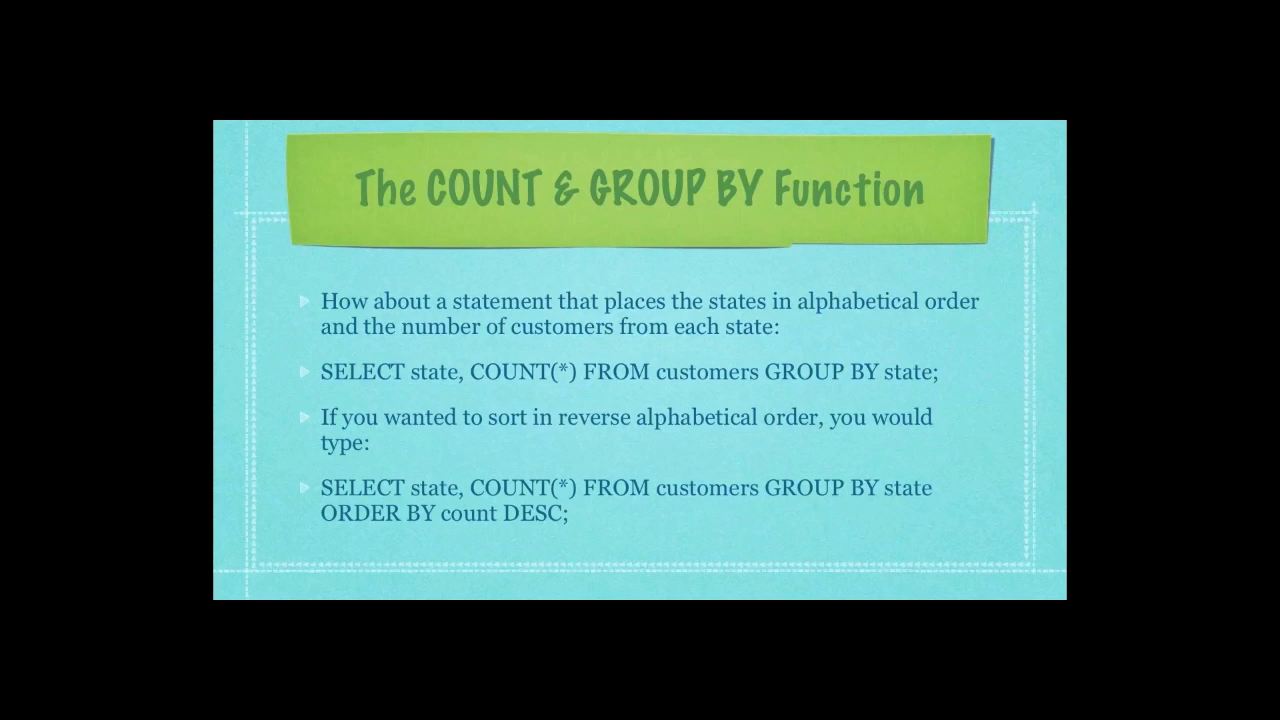 The COUNT & GROUP BY Function
How about a statement that places the states in alphabetical order
and the number of customers from each state:
SELECT state, COUNT(*) FROM customers GROUP BY state;
If you wanted to sort in reverse alphabetical order, you would
type:
SELECT state, COUNT(*) FROM customers GROUP BY state
ORDER BY count DESC;